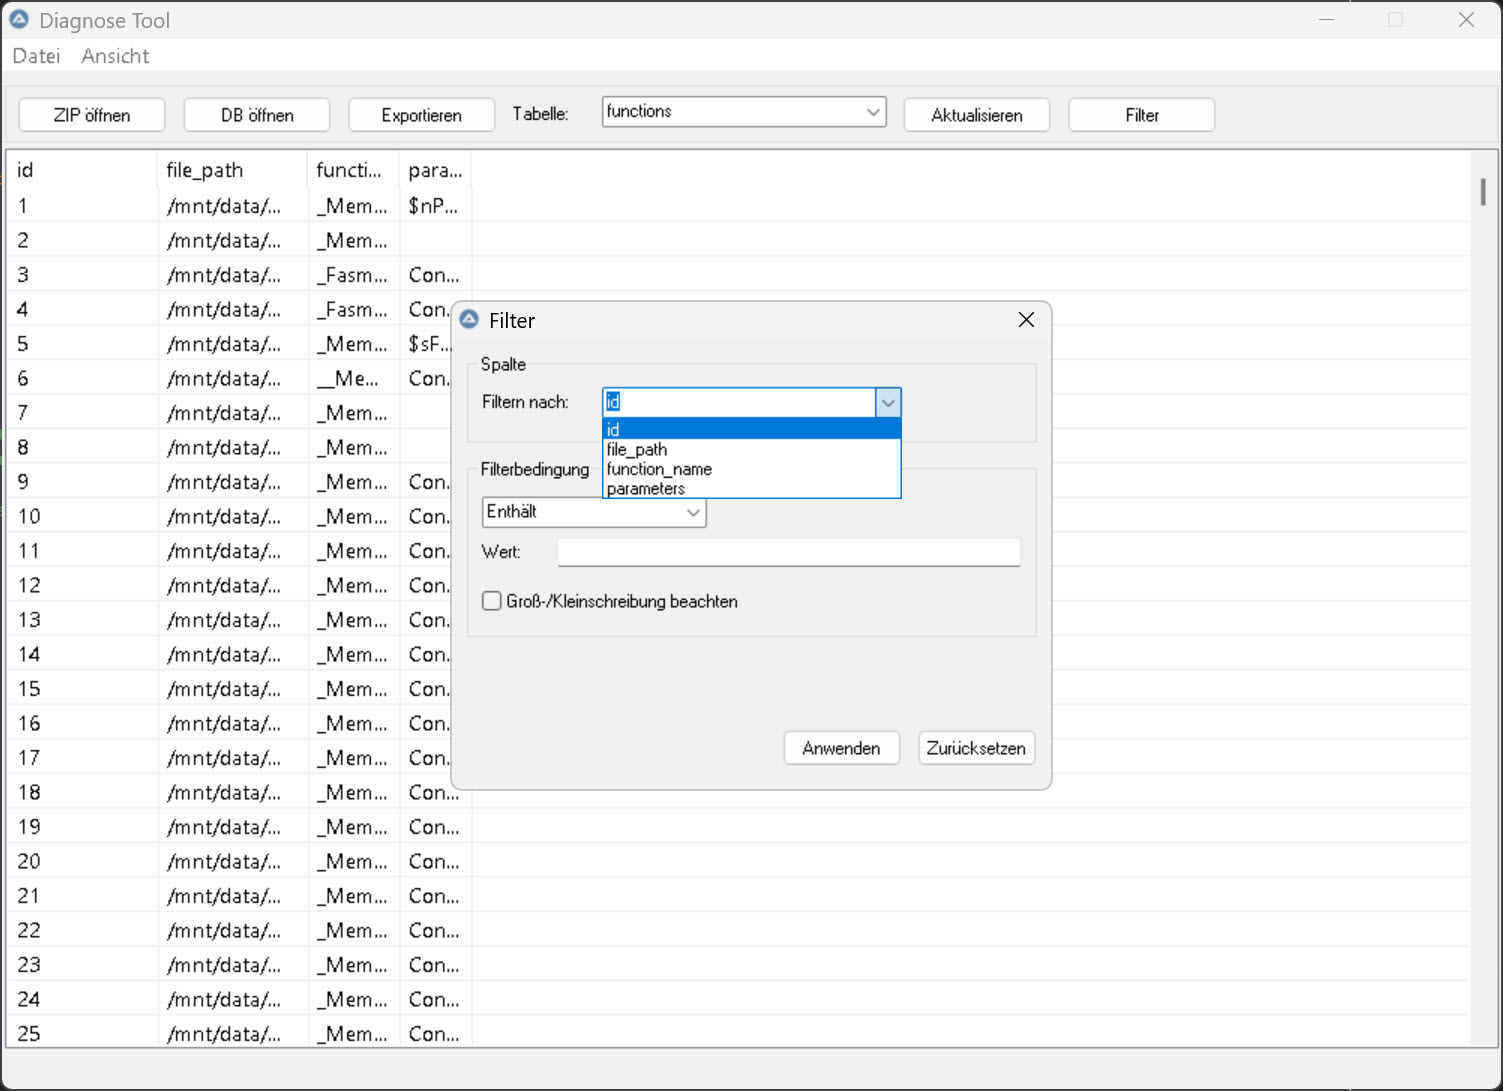 Diagnose Tool
Datei Ansicht
ZIP öffnen DB öffnen Exportieren Tabelle: functions Aktualisieren Filter
id file_path functi... para...
1 /mnt/data/... _Mem... $nP...
2 /mnt/data/... _Mem...
3 /mnt/data/... _Fasm... Con...
4 /mnt/data/... _Fasm... Con..
5 /mnt/data/... _Mem... $sF...
6 /mnt/data/... __Me... Con.
7 /mnt/data/... _Mem...
8 /mnt/data/... _Mem...
9 /mnt/data/... _Mem... Con.
10 /mnt/data/... _Mem... Con.
11 /mnt/data/... _Mem... Con.
12 /mnt/data/... _Mem... Con.
13 /mnt/data/... _Mem... Con.
14 /mnt/data/... _Mem... Con.
15 /mnt/data/... _Mem... Con.
16 /mnt/data/... _Mem... Con.
17 /mnt/data/... _Mem... Con.
18 /mnt/data/... _Mem... Con...
19 /mnt/data/... _Mem... Con...
20 /mnt/data/... _Mem... Con...
21 /mnt/data/... _Mem... Con...
22 /mnt/data/... _Mem... Con...
23 /mnt/data/... _Mem... Con...
24 /mnt/data/... _Mem... Con...
25 /mnt/data/... _Mem... Con...
Filter
Spalte
Filtern nach: id
id
file_path
function_name
parameters
Filterbedingung
Enthält
Wert:
Groß-/Kleinschreibung beachten
Anwenden Zurücksetzen